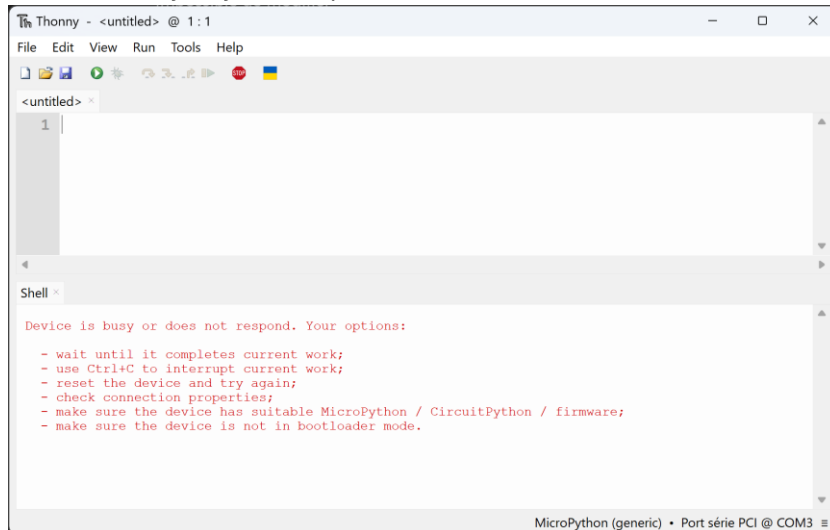 Thonny - <untitled> @ 1:1
File Edit View Run Tools Help
STOP
<untitled> ×
1
Shell ×
Device is busy or does not respond. Your options:
- wait until it completes current work;
- use Ctrl+C to interrupt current work;
- reset the device and try again;
- check connection properties;
- make sure the device has suitable MicroPython / CircuitPython / firmware;
- make sure the device is not in bootloader mode.
MicroPython (generic) • Port série PCI @ COM3 ≡